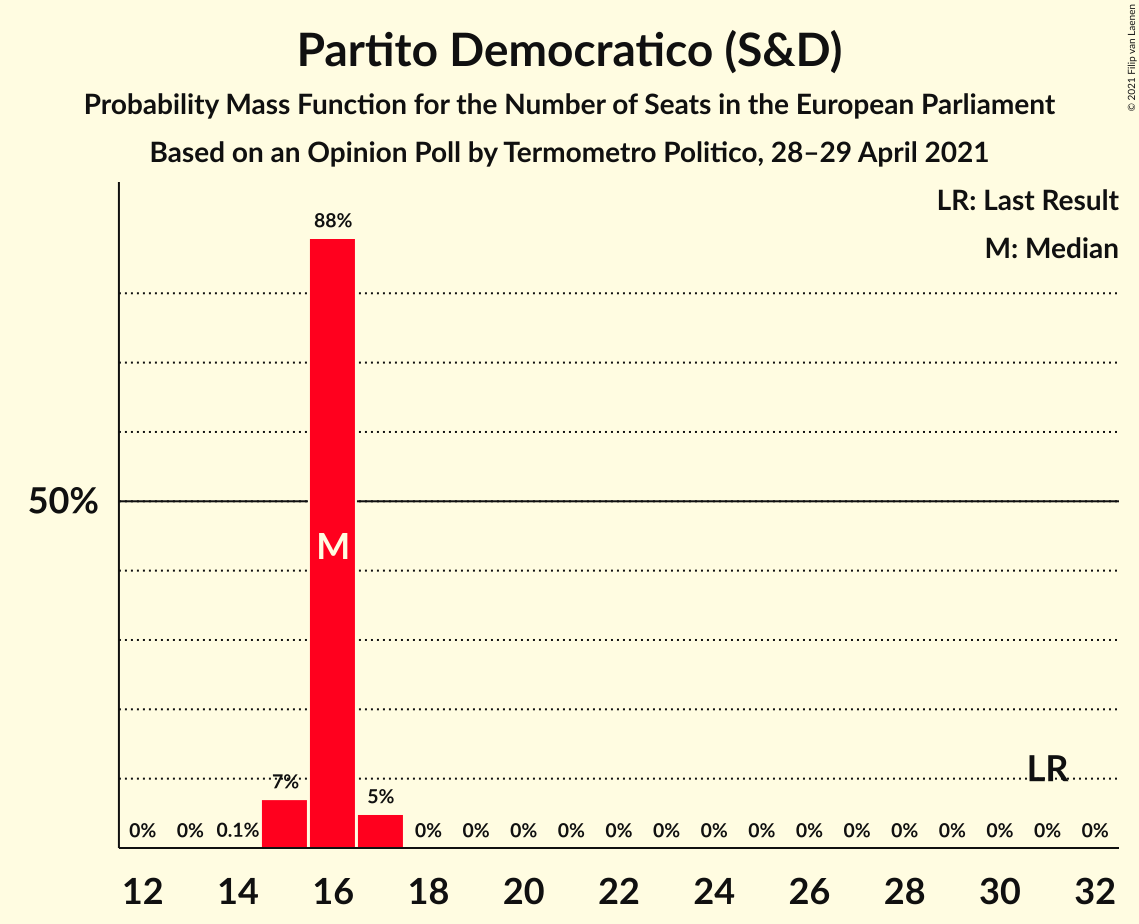 Partito Democratico (S&D)
Probability Mass Function for the Number of Seats in the European Parliament
Based on an Opinion Poll by Termometro Politico, 28–29 April 2021
© 2021 Filip van Laenen
LR: Last Result
M: Median
88%
50%
M
LR
7%
5%
0% 0% 0.1% 0% 0% 0% 0% 0% 0% 0% 0% 0% 0% 0% 0% 0% 0% 0%
12 14 16 18 20 22 24 26 28 30 32